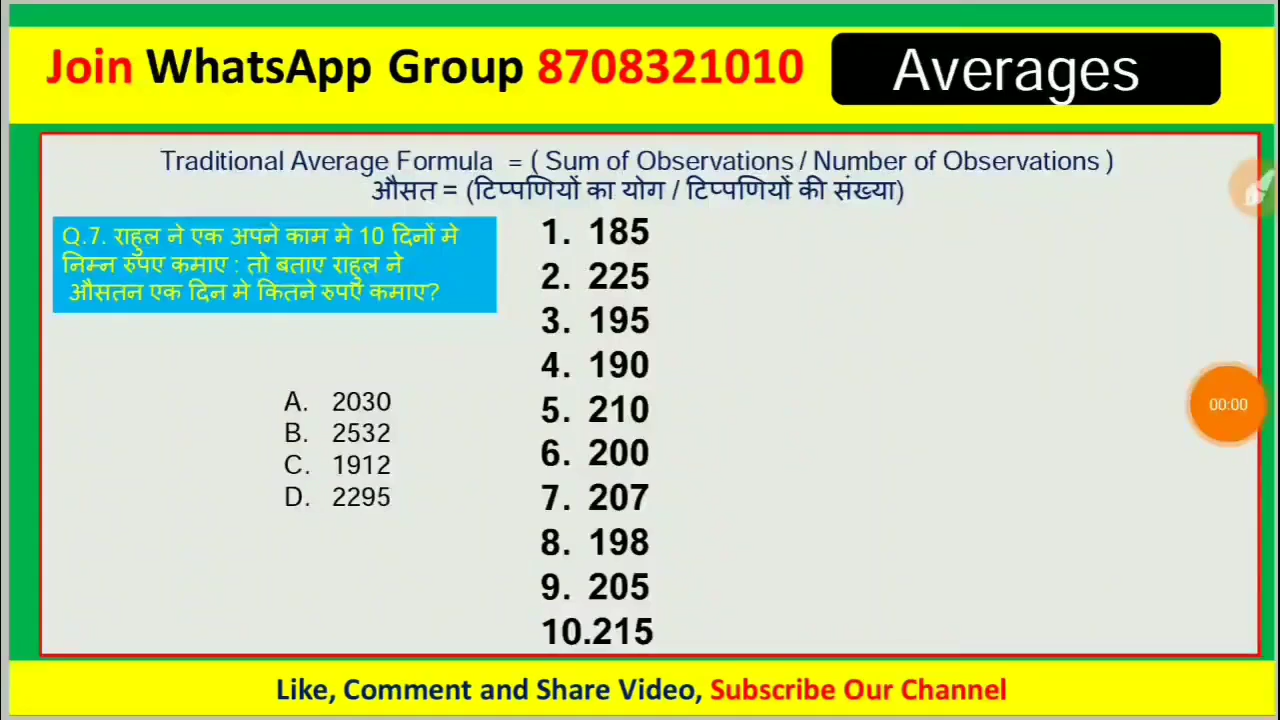 Join WhatsApp Group 8708321010
Averages
Traditional Average Formula = ( Sum of Observations / Number of Observations )
औसत = (टिप्पणियों का योग / टिप्पणियों की संख्या)
Q.7. राहुल ने एक अपने काम मे 10 दिनों मे
निम्न रुपए कमाए : तो बताए राहुल ने
औसतन एक दिन मे कितने रुपएँ कमाए?
A. 2030
B. 2532
C. 1912
D. 2295
1. 185
2. 225
3. 195
4. 190
5. 210
6. 200
7. 207
8. 198
9. 205
10.215
00:00
Like, Comment and Share Video, Subscribe Our Channel